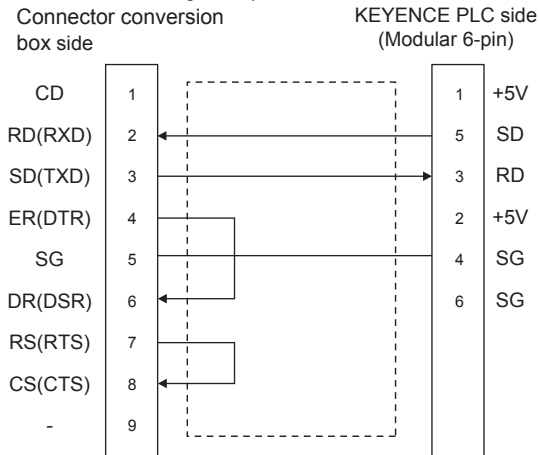 Connector conversion
box side
KEYENCE PLC side
(Modular 6-pin)
CD 1 1 +5V
RD(RXD) 2 5 SD
SD(TXD) 3 3 RD
ER(DTR) 4 2 +5V
SG 5 4 SG
DR(DSR) 6 6 SG
RS(RTS) 7
CS(CTS) 8
- 9